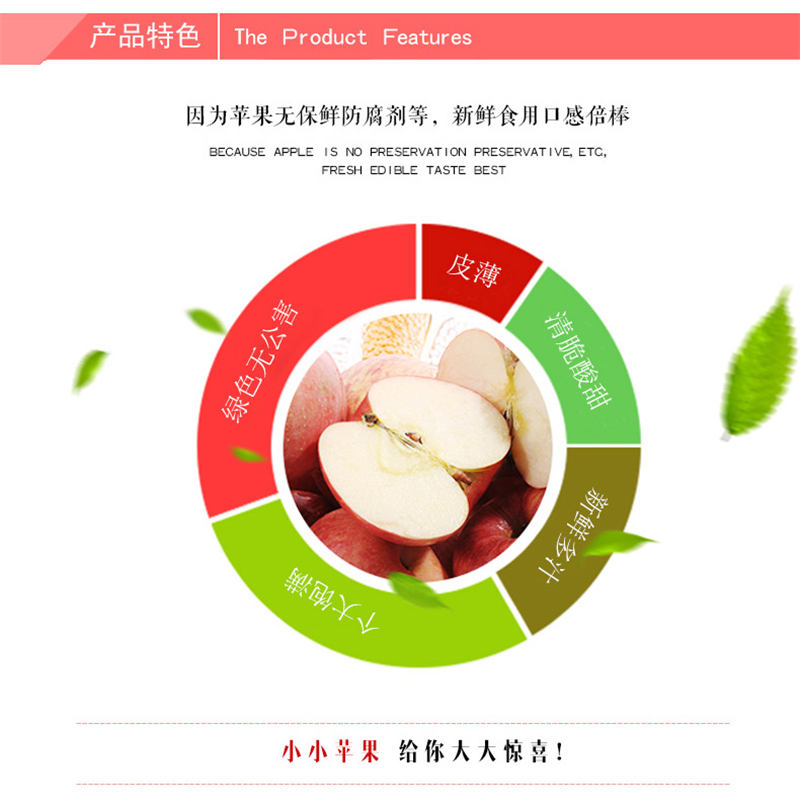 产品特色
The Product Features
因为苹果无保鲜防腐剂等，新鲜食用口感倍棒
BECAUSE APPLE IS NO PRESERVATION PRESERVATIVE, ETC,
FRESH EDIBLE TASTE BEST
皮薄
清脆酸甜
新鲜多汁
个大饱满
绿色无公害
小小苹果 给你大大惊喜!